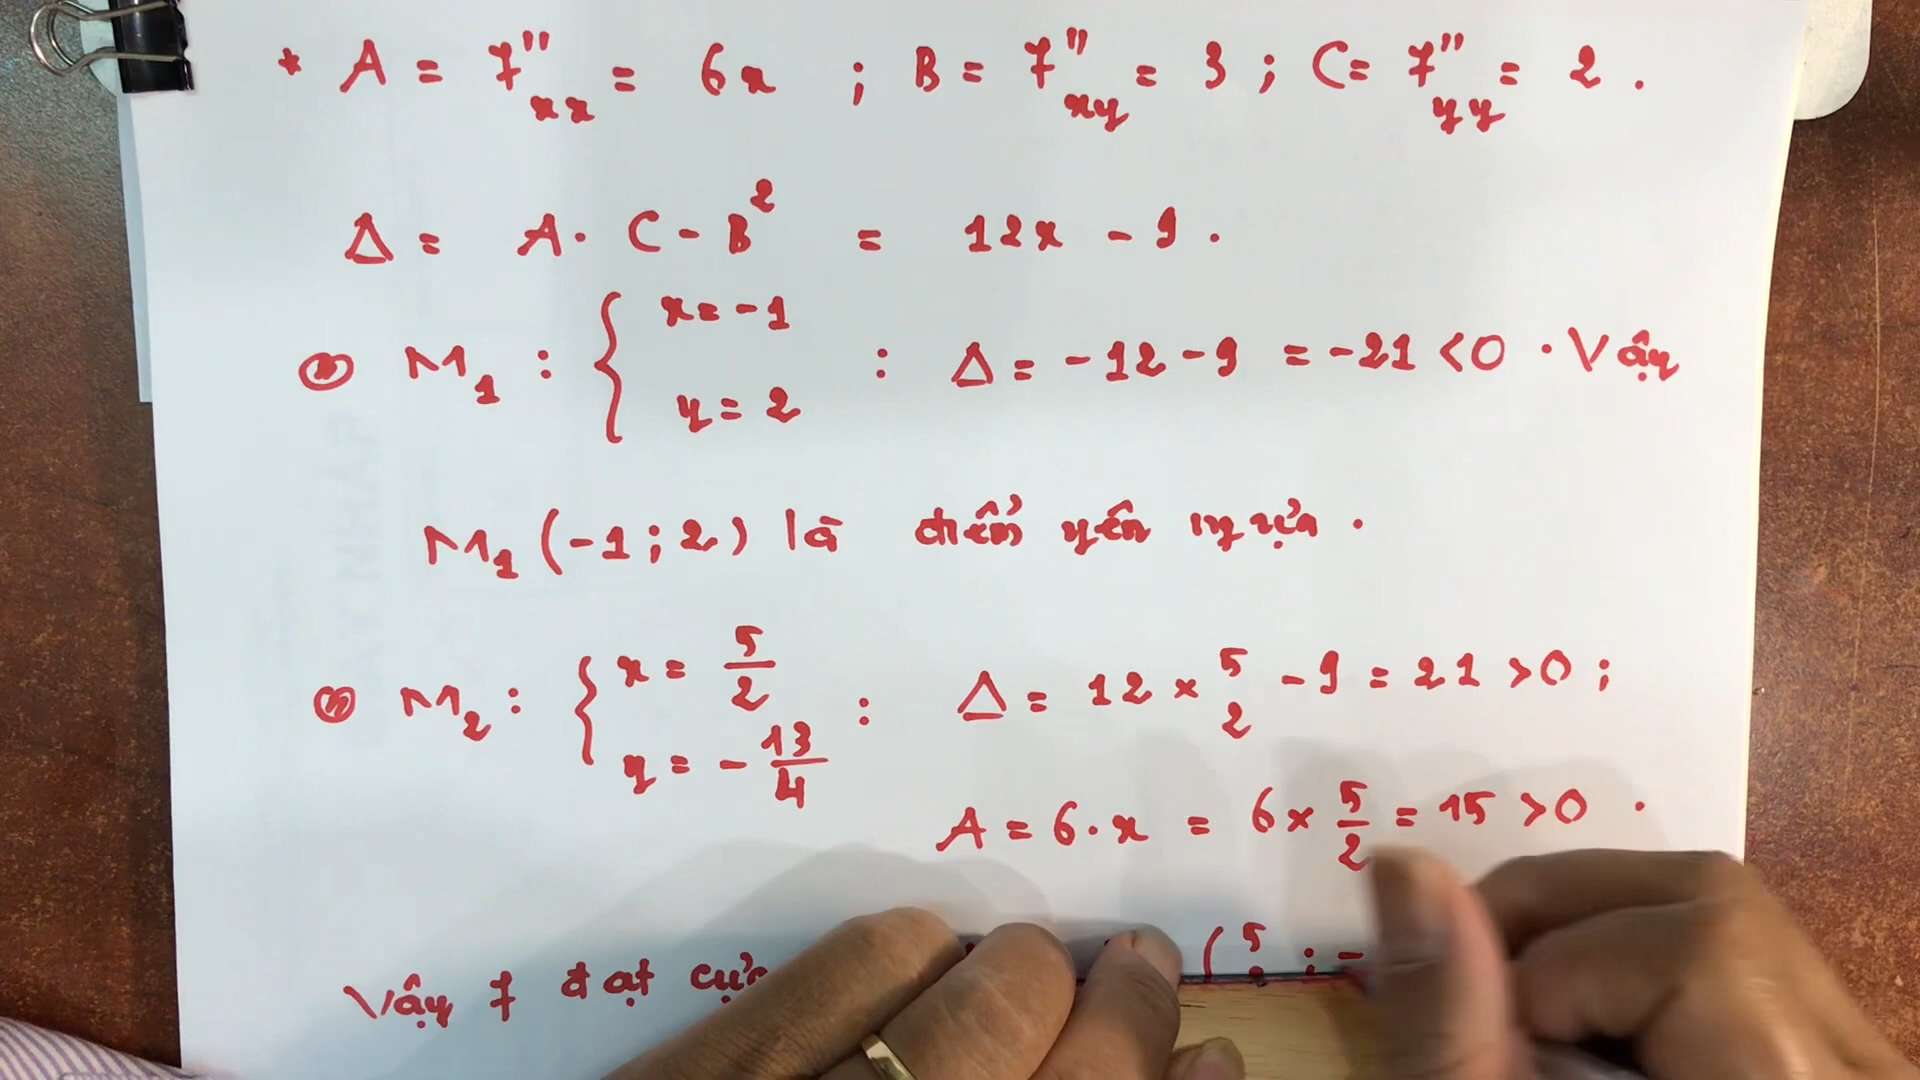 * A = f''xx = 6x ; B = f''xy = 3 ; C = f''yy = 2 .
Δ = A . C - B² = 12x - 9 .
M₁ : { x = -1 ; y = 2 : Δ = -12 - 9 = -21 < 0 . Vậy
M₁ (-1 ; 2) là điểm yên ngựa .
M₂ : { x = 5/2 ; y = -13/4 : Δ = 12 × 5/2 - 9 = 21 > 0 ;
A = 6 . x = 6 × 5/2 = 15 > 0 .
Vậy f đạt ( 5 ; -